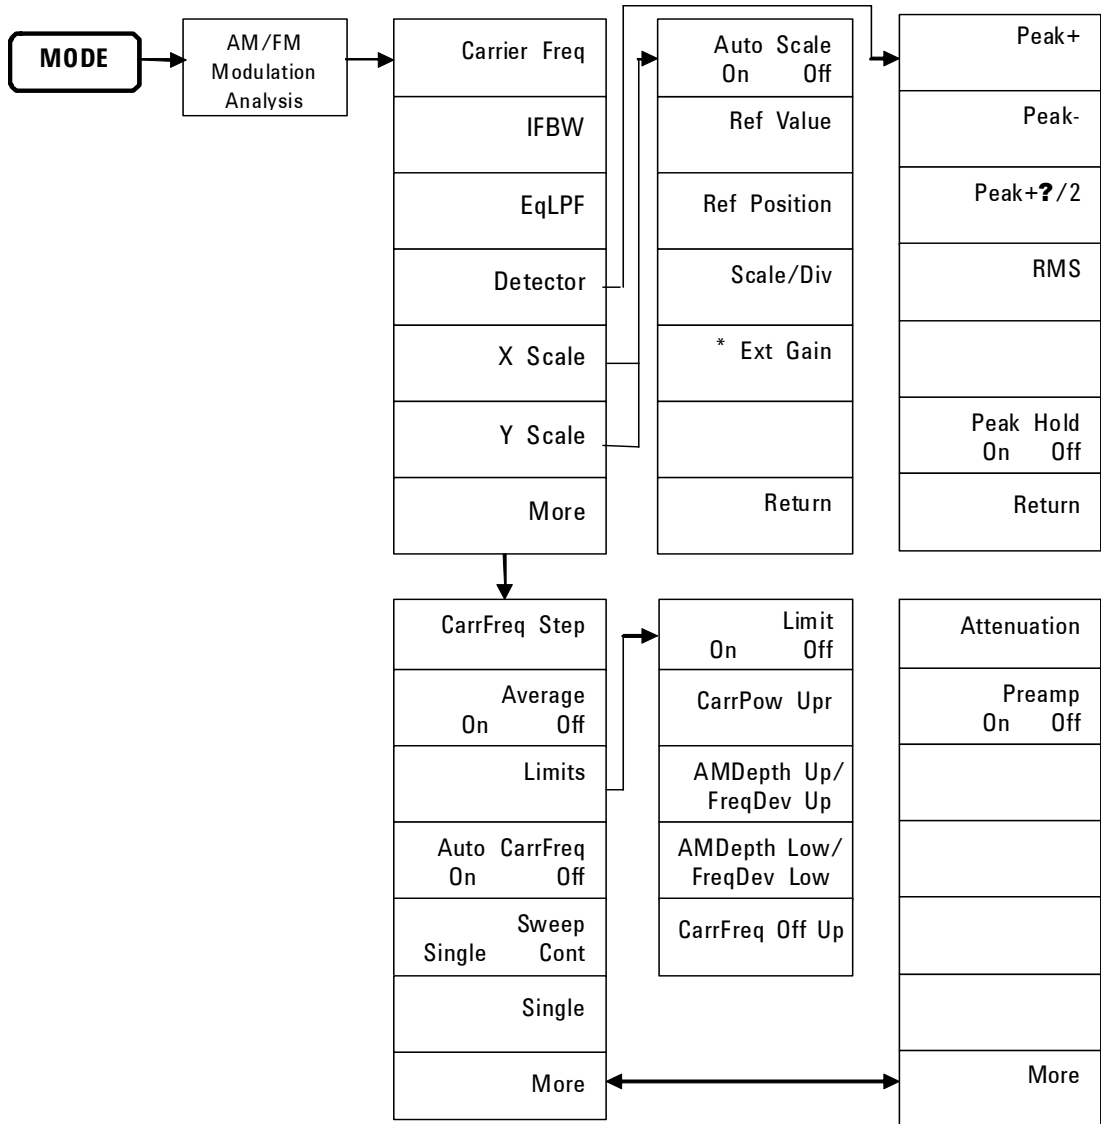 MODE
AM/FM
Modulation
Analysis
Carrier Freq
IFBW
EqLPF
Detector
X Scale
Y Scale
More
Auto Scale
On Off
Ref Value
Ref Position
Scale/Div
* Ext Gain
Return
Peak+
Peak-
Peak+?/2
RMS
Peak Hold
On Off
Return
CarrFreq Step
Average
On Off
Limits
Auto CarrFreq
On Off
Sweep
Single Cont
Single
More
Limit
On Off
CarrPow Upr
AMDepth Up/
FreqDev Up
AMDepth Low/
FreqDev Low
CarrFreq Off Up
Attenuation
Preamp
On Off
More